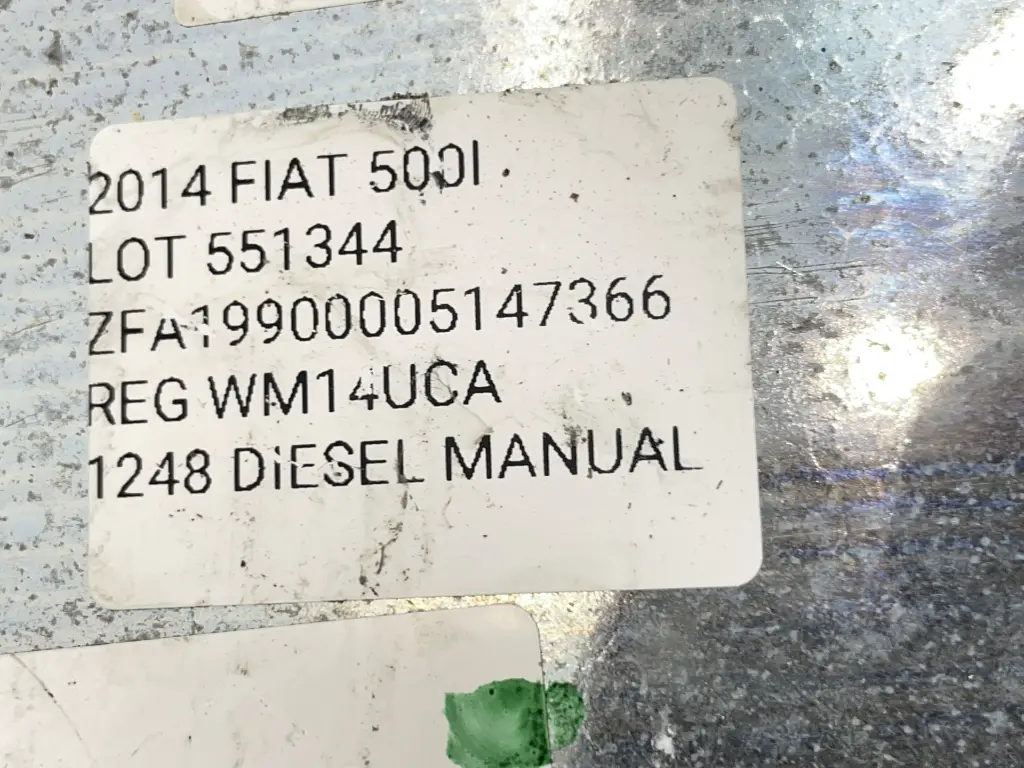 2014 FIAT 500l
LOT 551344
ZFA19900005147366
REG WM14UCA
1248 DiESEL MANUAL